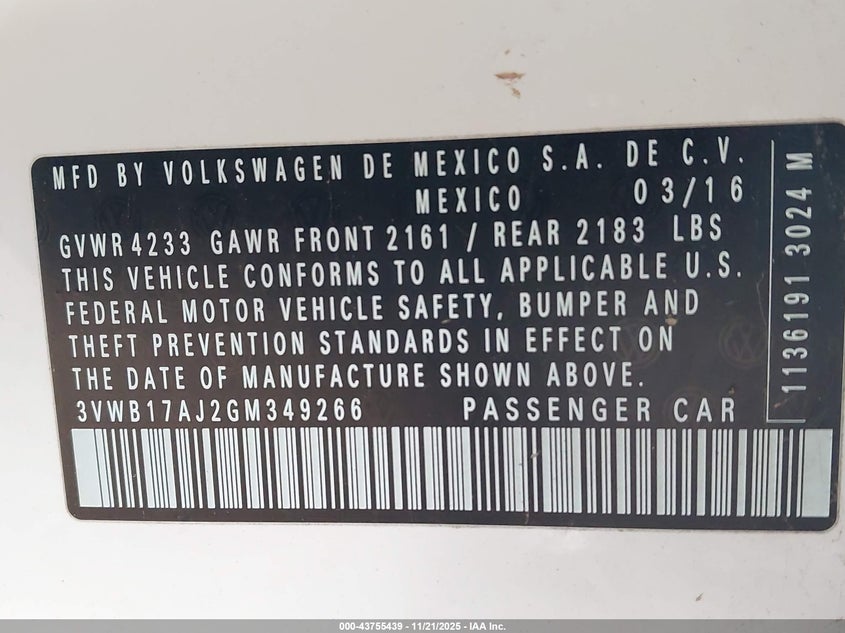 MFD BY VOLKSWAGEN DE MEXICO S.A. DE C.V.
MEXICO 03/16
GVWR 4233 GAWR FRONT 2161 / REAR 2183 LBS
THIS VEHICLE CONFORMS TO ALL APPLICABLE U.S.
FEDERAL MOTOR VEHICLE SAFETY, BUMPER AND
THEFT PREVENTION STANDARDS IN EFFECT ON
THE DATE OF MANUFACTURE SHOWN ABOVE.
3VWB17AJ2GM349266 PASSENGER CAR
1136191 3024 M
000-43755439 - 11/21/2025 - IAA Inc.